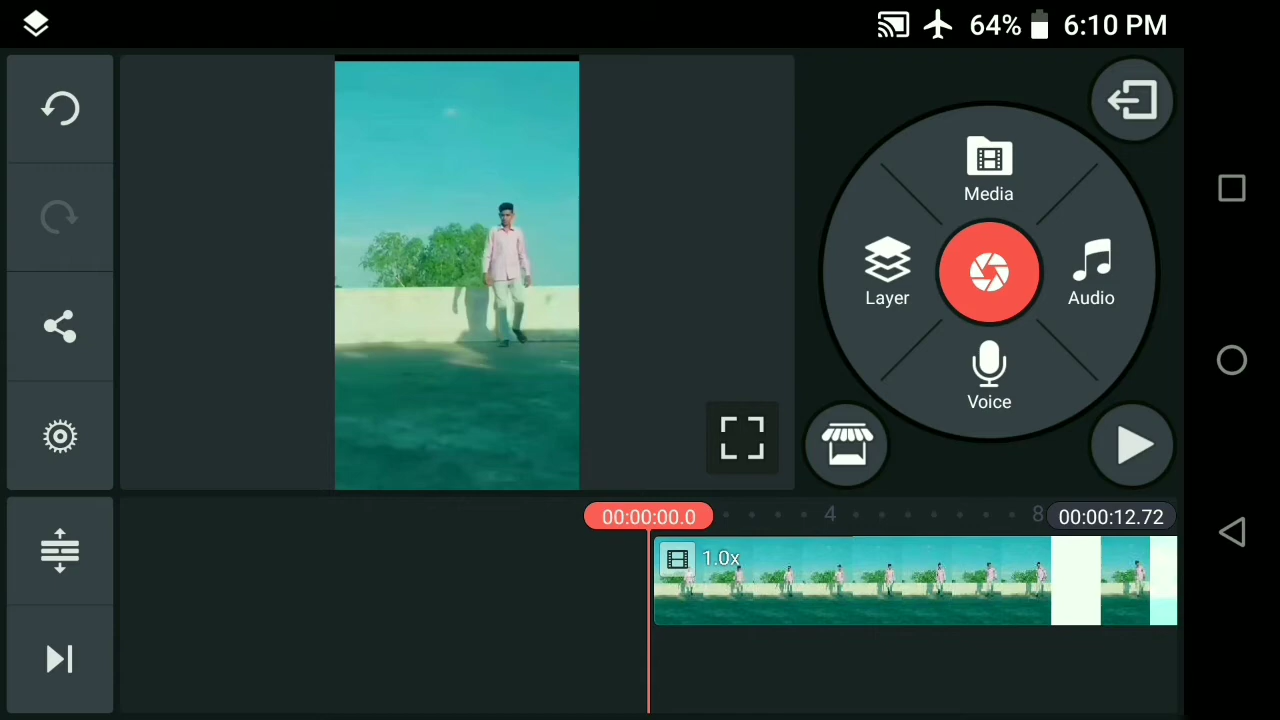 64% 6:10 PM
Media
Layer
Audio
Voice
00:00:00.0
4
8
00:00:12.72
1.0x